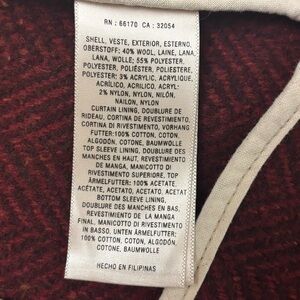 RN : 66170 CA : 32054
SHELL, VESTE, EXTERIOR, ESTERNO,
OBERSTOFF: 40% WOOL, LAINE, LANA,
LANA, WOLLE; 55% POLYESTER,
POLYESTER, POLIÉSTER, POLIESTERE,
POLYESTER; 3% ACRYLIC, ACRYLIQUE,
ACRÍLICO, ACRILICO, ACRYL;
2% NYLON, NYLON, NILÓN,
NAILON, NYLON
CURTAIN LINING, DOUBLURE DE
RIDEAU, CORTINA DE REVESTIMIENTO,
CORTINA DI RIVESTIMENTO, VORHANG
FUTTER:100% COTTON, COTON,
ALGODÓN, COTONE, BAUMWOLLE
TOP SLEEVE LINING, DOUBLURE DES
MANCHES EN HAUT, REVESTIMIENTO
DE MANGA, MANICOTTO DI
RIVESTIMENTO SUPERIORE, TOP
ÄRMELFUTTER: 100% ACETATE,
ACÉTATE, ACETATO, ACETATO, ACETAT
BOTTOM SLEEVE LINING,
DOUBLURE DES MANCHES EN BAS,
REVESTIMIENTO DE LA MANGA
FINAL, MANICOTTO DI RIVESTIMENTO
IN BASSO, UNTEN ÄRMELFUTTER:
100% COTTON, COTON, ALGODÓN,
COTONE, BAUMWOLLE
HECHO EN FILIPINAS